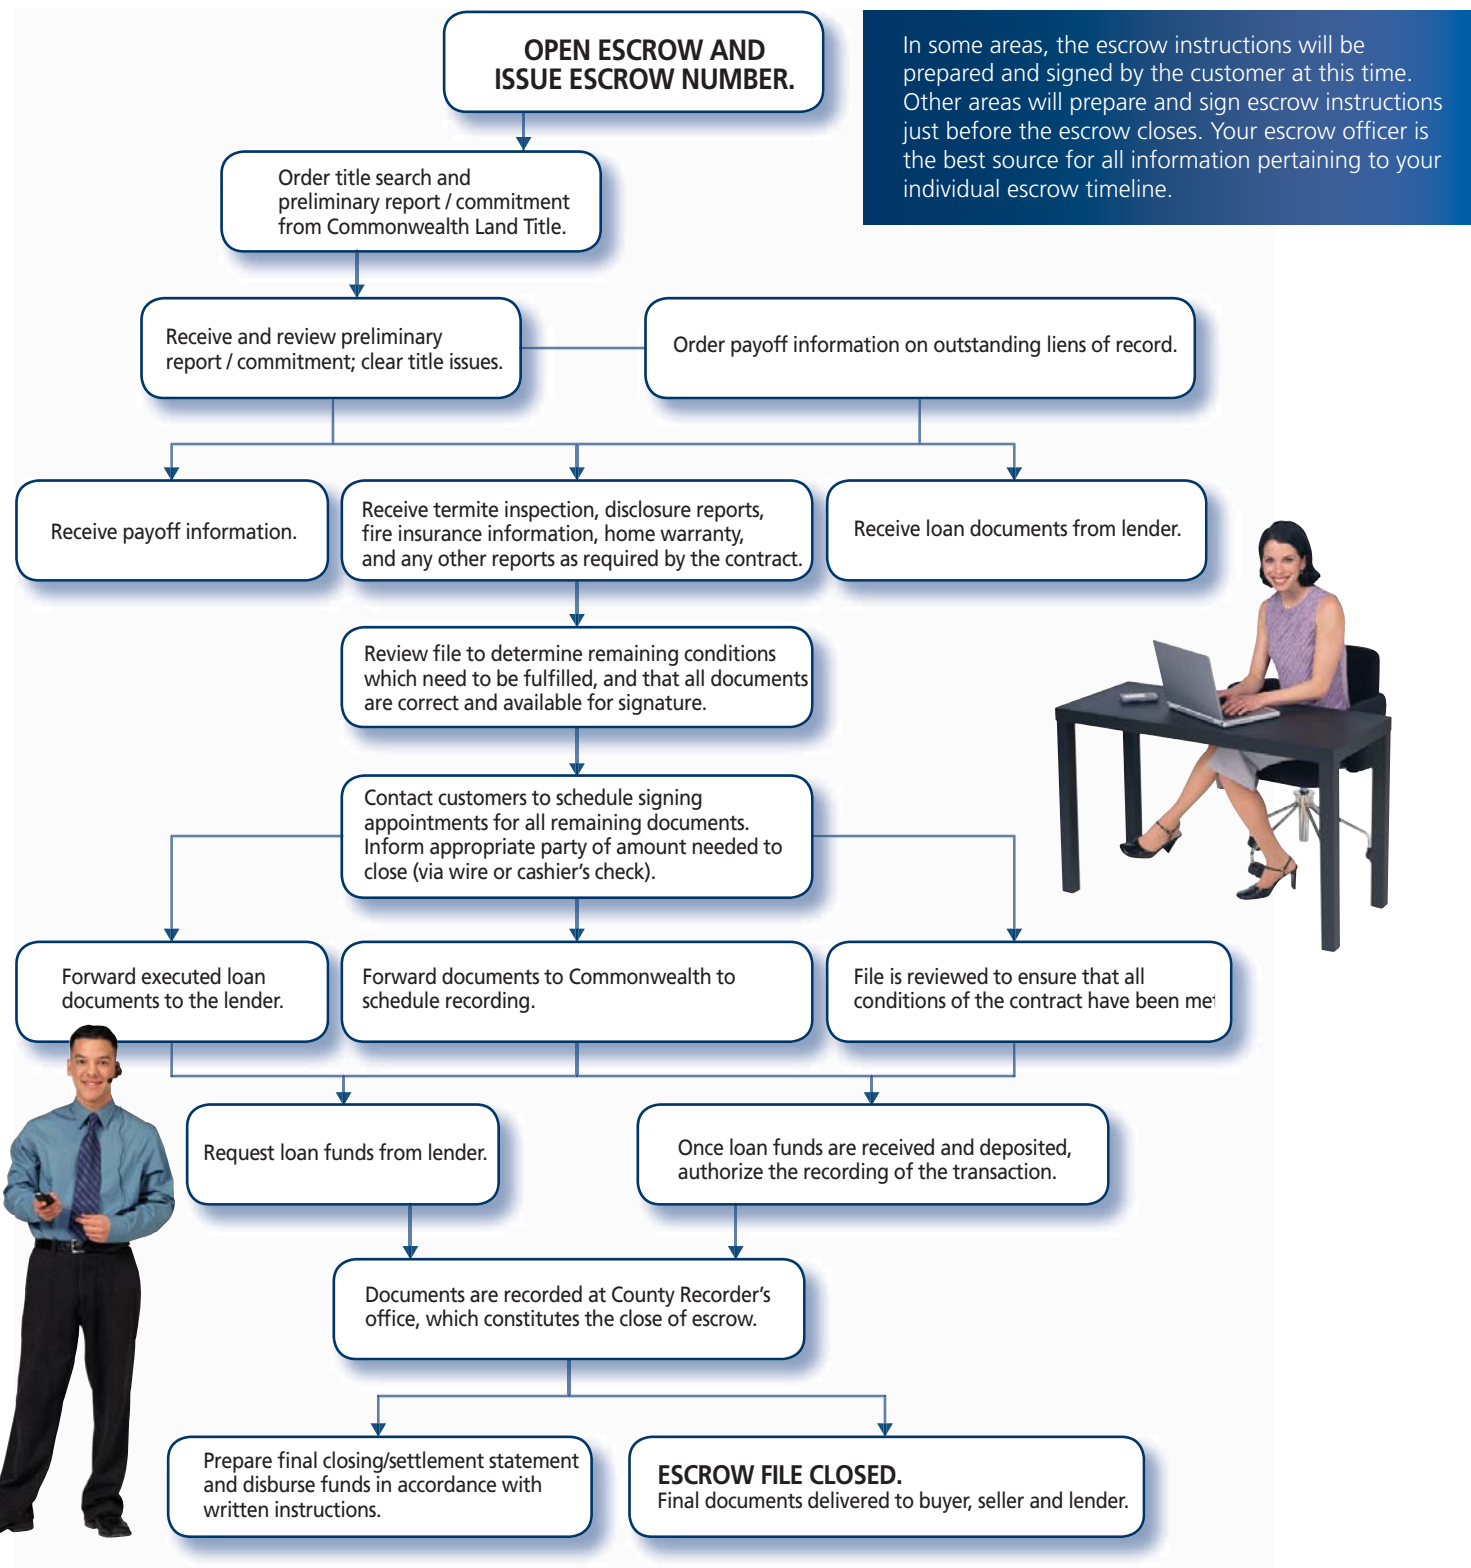 OPEN ESCROW AND
ISSUE ESCROW NUMBER.
In some areas, the escrow instructions will be
prepared and signed by the customer at this time.
Other areas will prepare and sign escrow instructions
just before the escrow closes. Your escrow officer is
the best source for all information pertaining to your
individual escrow timeline.
Order title search and
preliminary report / commitment
from Commonwealth Land Title.
Receive and review preliminary
report / commitment; clear title issues.
Order payoff information on outstanding liens of record.
Receive payoff information.
Receive termite inspection, disclosure reports,
fire insurance information, home warranty,
and any other reports as required by the contract.
Receive loan documents from lender.
Review file to determine remaining conditions
which need to be fulfilled, and that all documents
are correct and available for signature.
Contact customers to schedule signing
appointments for all remaining documents.
Inform appropriate party of amount needed to
close (via wire or cashier's check).
Forward executed loan
documents to the lender.
Forward documents to Commonwealth to
schedule recording.
File is reviewed to ensure that all
conditions of the contract have been met
Request loan funds from lender.
Once loan funds are received and deposited,
authorize the recording of the transaction.
Documents are recorded at County Recorder's
office, which constitutes the close of escrow.
Prepare final closing/settlement statement
and disburse funds in accordance with
written instructions.
ESCROW FILE CLOSED.
Final documents delivered to buyer, seller and lender.